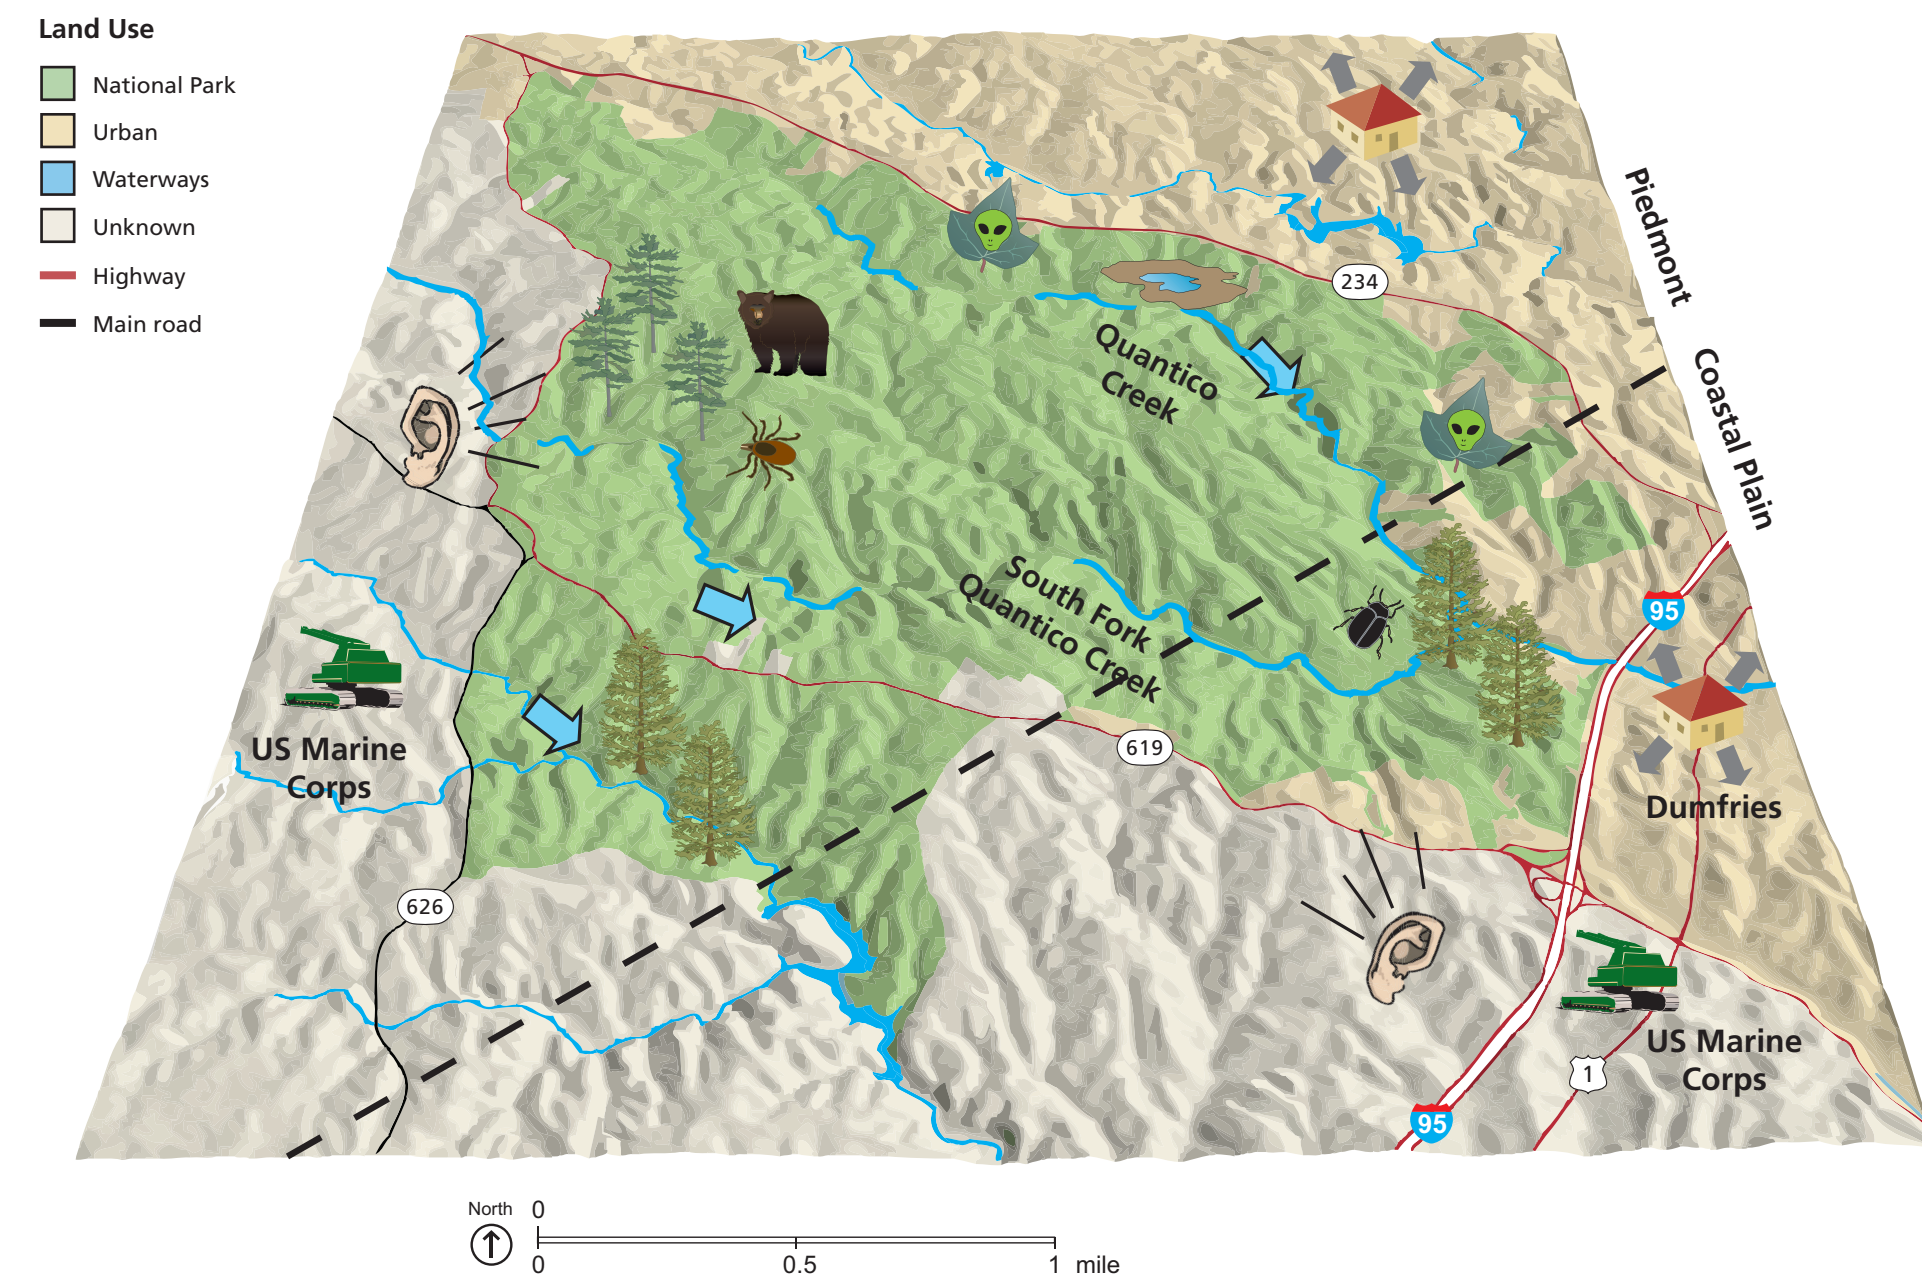 Land Use
National Park
Urban
Waterways
Unknown
Highway
Main road
Piedmont
Coastal Plain
234
Quantico
Creek
South Fork
Quantico Creek
95
US Marine
Corps
619
Dumfries
626
US Marine
Corps
1
95
North
0
0
0.5
1 mile